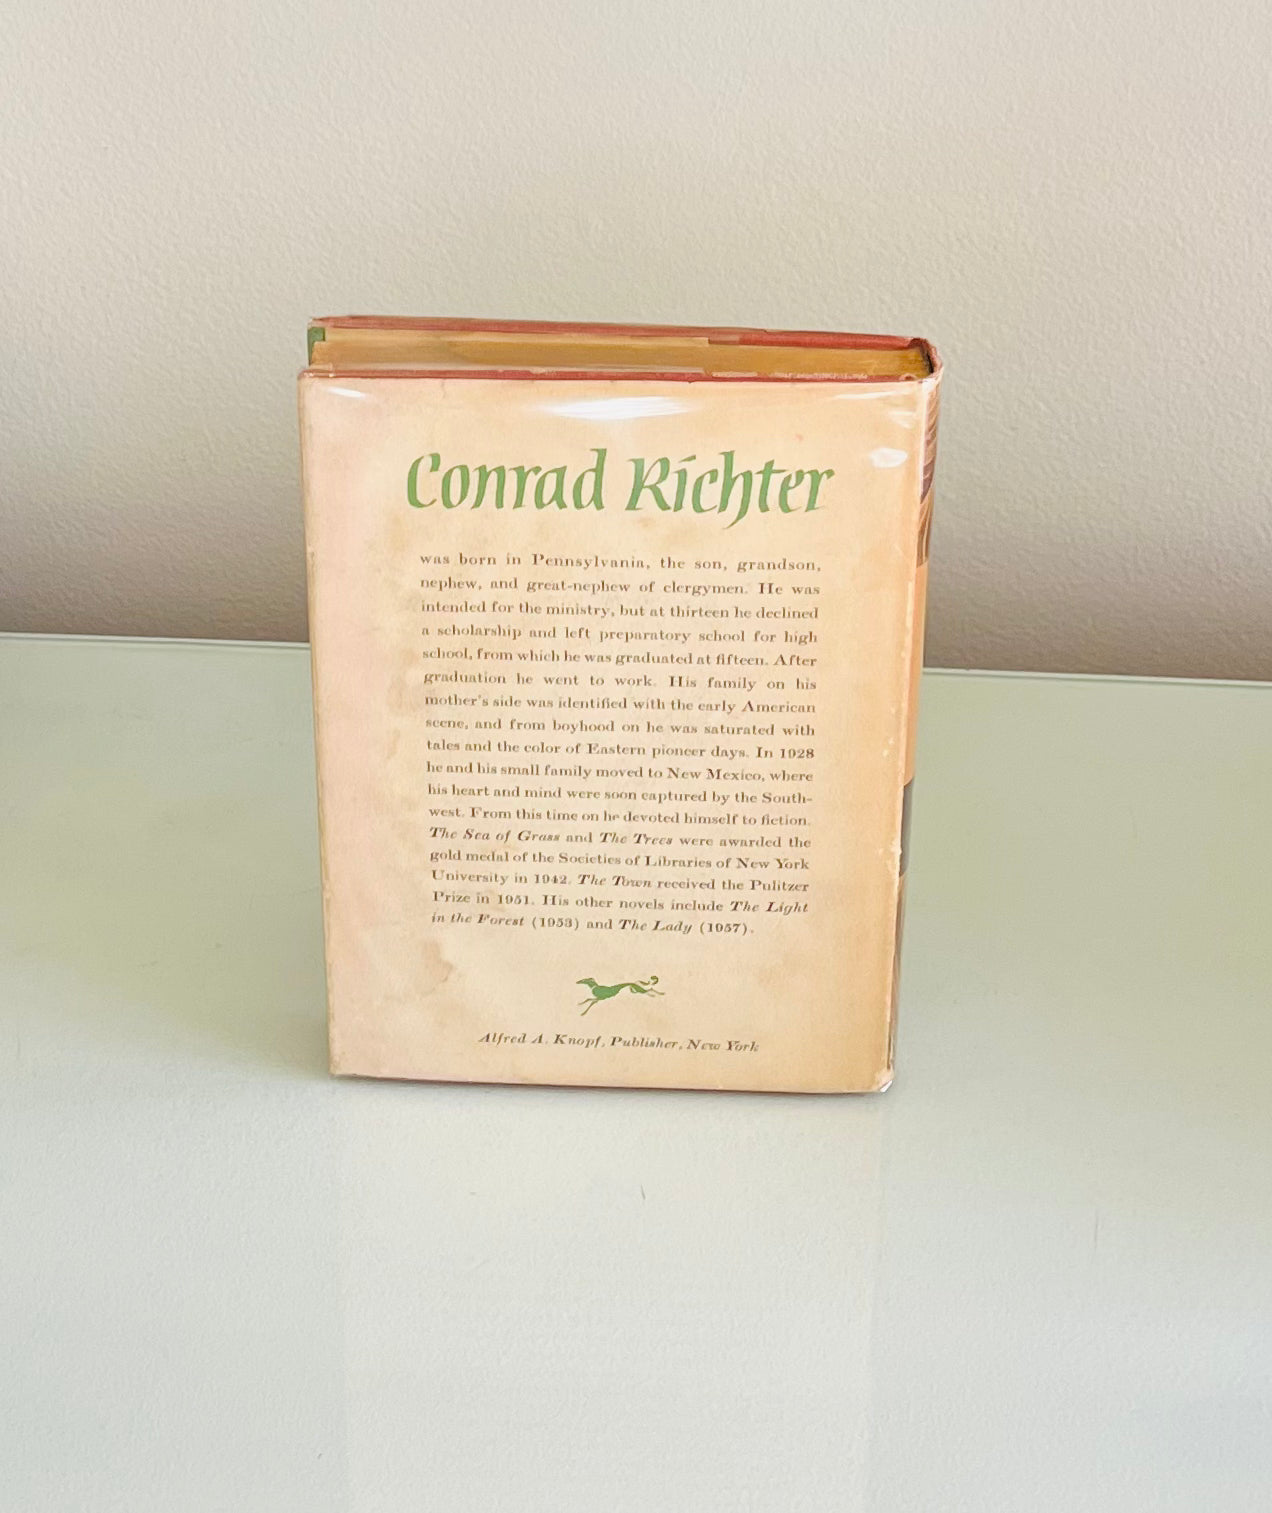 Conrad Richter
was born in Pennsylvania, the son, grandson,
nephew, and great-nephew of clergymen. He was
intended for the ministry, but at thirteen he declined
a scholarship and left preparatory school for high
school, from which he was graduated at fifteen. After
graduation he went to work. His family on his
mother's side was identified with the early American
scene, and from boyhood on he was saturated with
tales and the color of Eastern pioneer days. In 1928
he and his small family moved to New Mexico, where
his heart and mind were soon captured by the South-
west. From this time on he devoted himself to fiction.
The Sea of Grass and The Trees were awarded the
gold medal of the Societies of Libraries of New York
University in 1942. The Town received the Pulitzer
Prize in 1951. His other novels include The Light
in the Forest (1953) and The Lady (1957).
Alfred A. Knopf, Publisher, New York